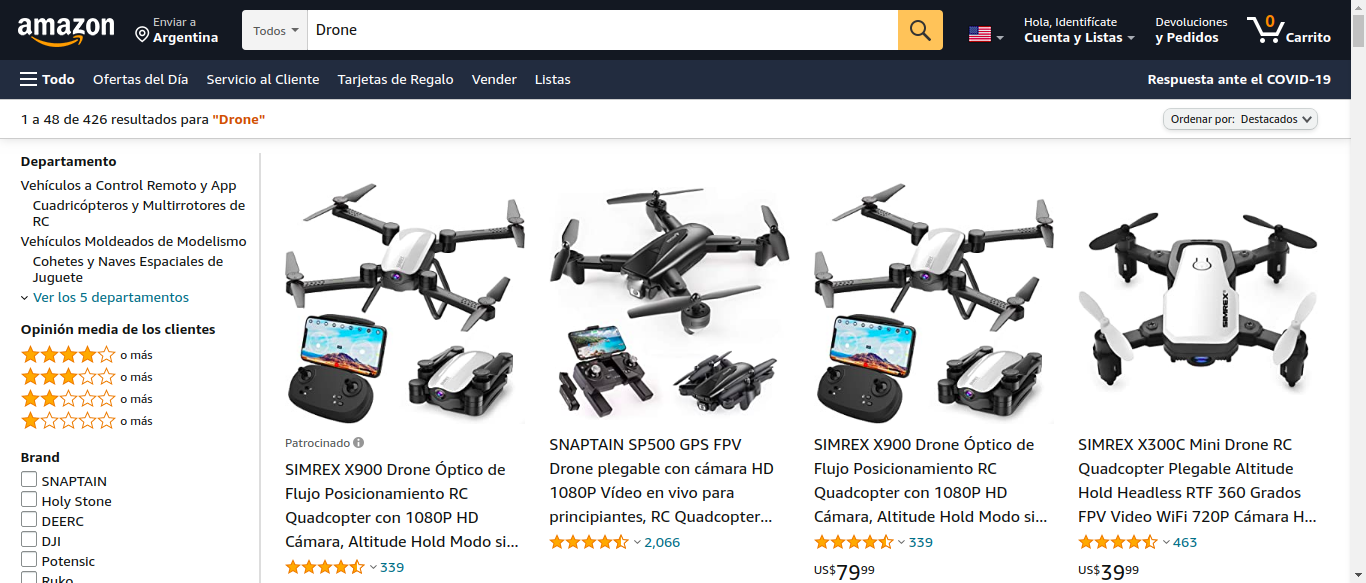 amazon
Enviar a
Argentina
Todos
Drone
Hola, Identifícate
Cuenta y Listas
Devoluciones
y Pedidos
0
Carrito
Todo
Ofertas del Día
Servicio al Cliente
Tarjetas de Regalo
Vender
Listas
Respuesta ante el COVID-19
1 a 48 de 426 resultados para "Drone"
Ordenar por: Destacados
Departamento
Vehículos a Control Remoto y App
Cuadricópteros y Multirrotores de
RC
Vehículos Moldeados de Modelismo
Cohetes y Naves Espaciales de
Juguete
Ver los 5 departamentos
Opinión media de los clientes
o más
o más
o más
o más
Brand
SNAPTAIN
Holy Stone
DEERC
DJI
Potensic
Ruko
Patrocinado
SIMREX X900 Drone Óptico de
Flujo Posicionamiento RC
Quadcopter con 1080P HD
Cámara, Altitude Hold Modo si...
339
SNAPTAIN SP500 GPS FPV
Drone plegable con cámara HD
1080P Vídeo en vivo para
principiantes, RC Quadcopter...
2,066
SIMREX X900 Drone Óptico de
Flujo Posicionamiento RC
Quadcopter con 1080P HD
Cámara, Altitude Hold Modo si...
339
US$7999
SIMREX
SIMREX X300C Mini Drone RC
Quadcopter Plegable Altitude
Hold Headless RTF 360 Grados
FPV Video WiFi 720P Cámara H...
463
US$3999